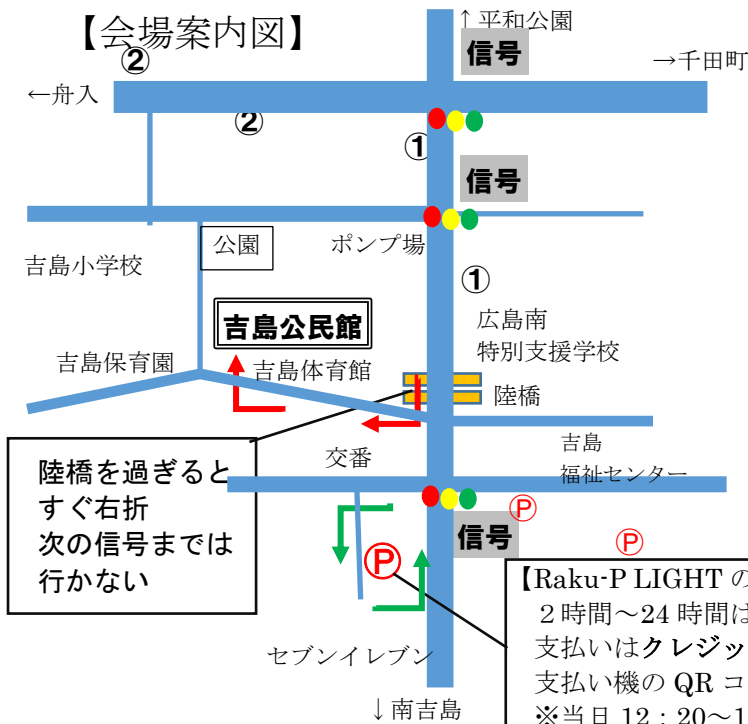 【会場案内図】
↑平和公園
信号
→千田町
②
←舟入
②
①
信号
公園
ポンプ場
吉島小学校
①
吉島公民館
広島南
特別支援学校
吉島保育園
吉島体育館
陸橋
陸橋を過ぎると
すぐ右折
次の信号までは
行かない
交番
吉島
福祉センター
Ⓟ
信号
Ⓟ
Ⓟ
【Raku-P LIGHT の
２時間～24 時間は
支払いはクレジッ
支払い機の QR コ
※当日 12：20～1
セブンイレブン
↓南吉島